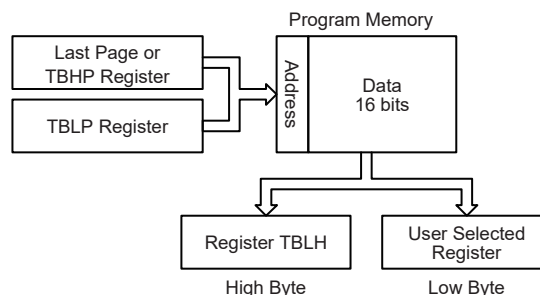 Program Memory
Last Page or
TBHP Register
TBLP Register
Address
Data
16 bits
Register TBLH
User Selected
Register
High Byte
Low Byte